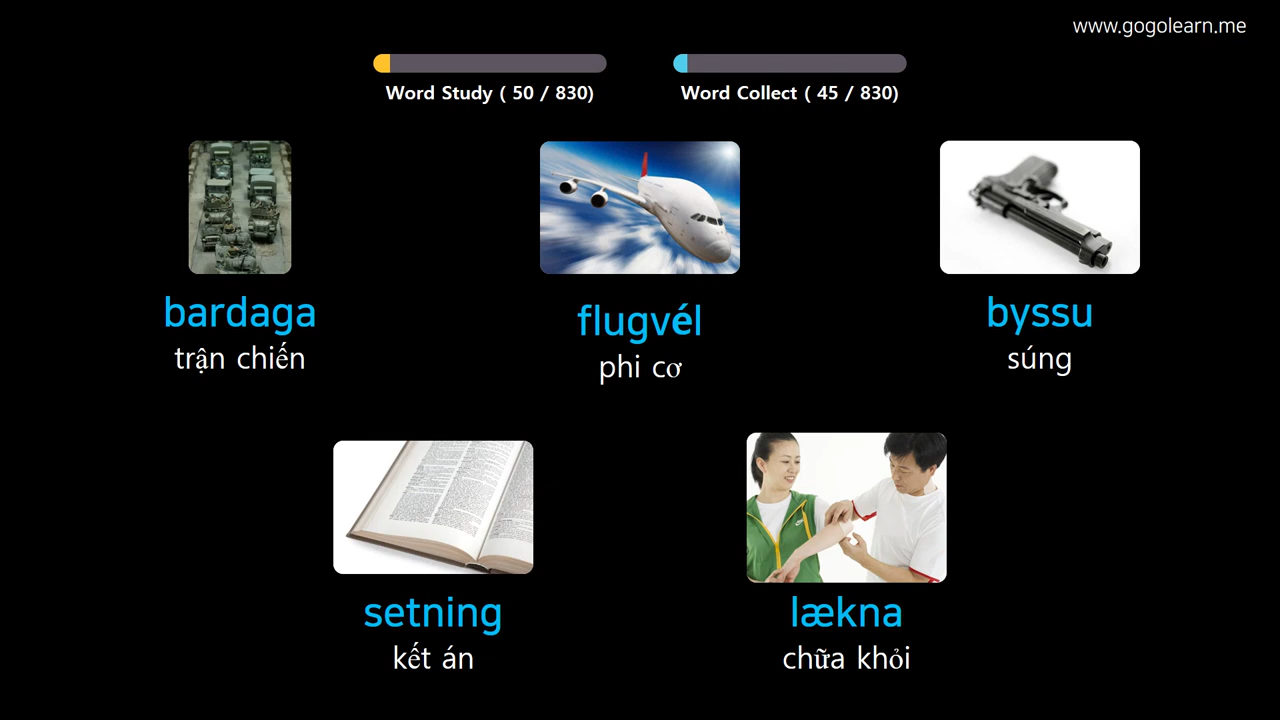 www.gogolearn.me
Word Study ( 50 / 830)
Word Collect ( 45 / 830)
bardaga
trận chiến
flugvél
phi cơ
byssu
súng
setning
kết án
lækna
chữa khỏi